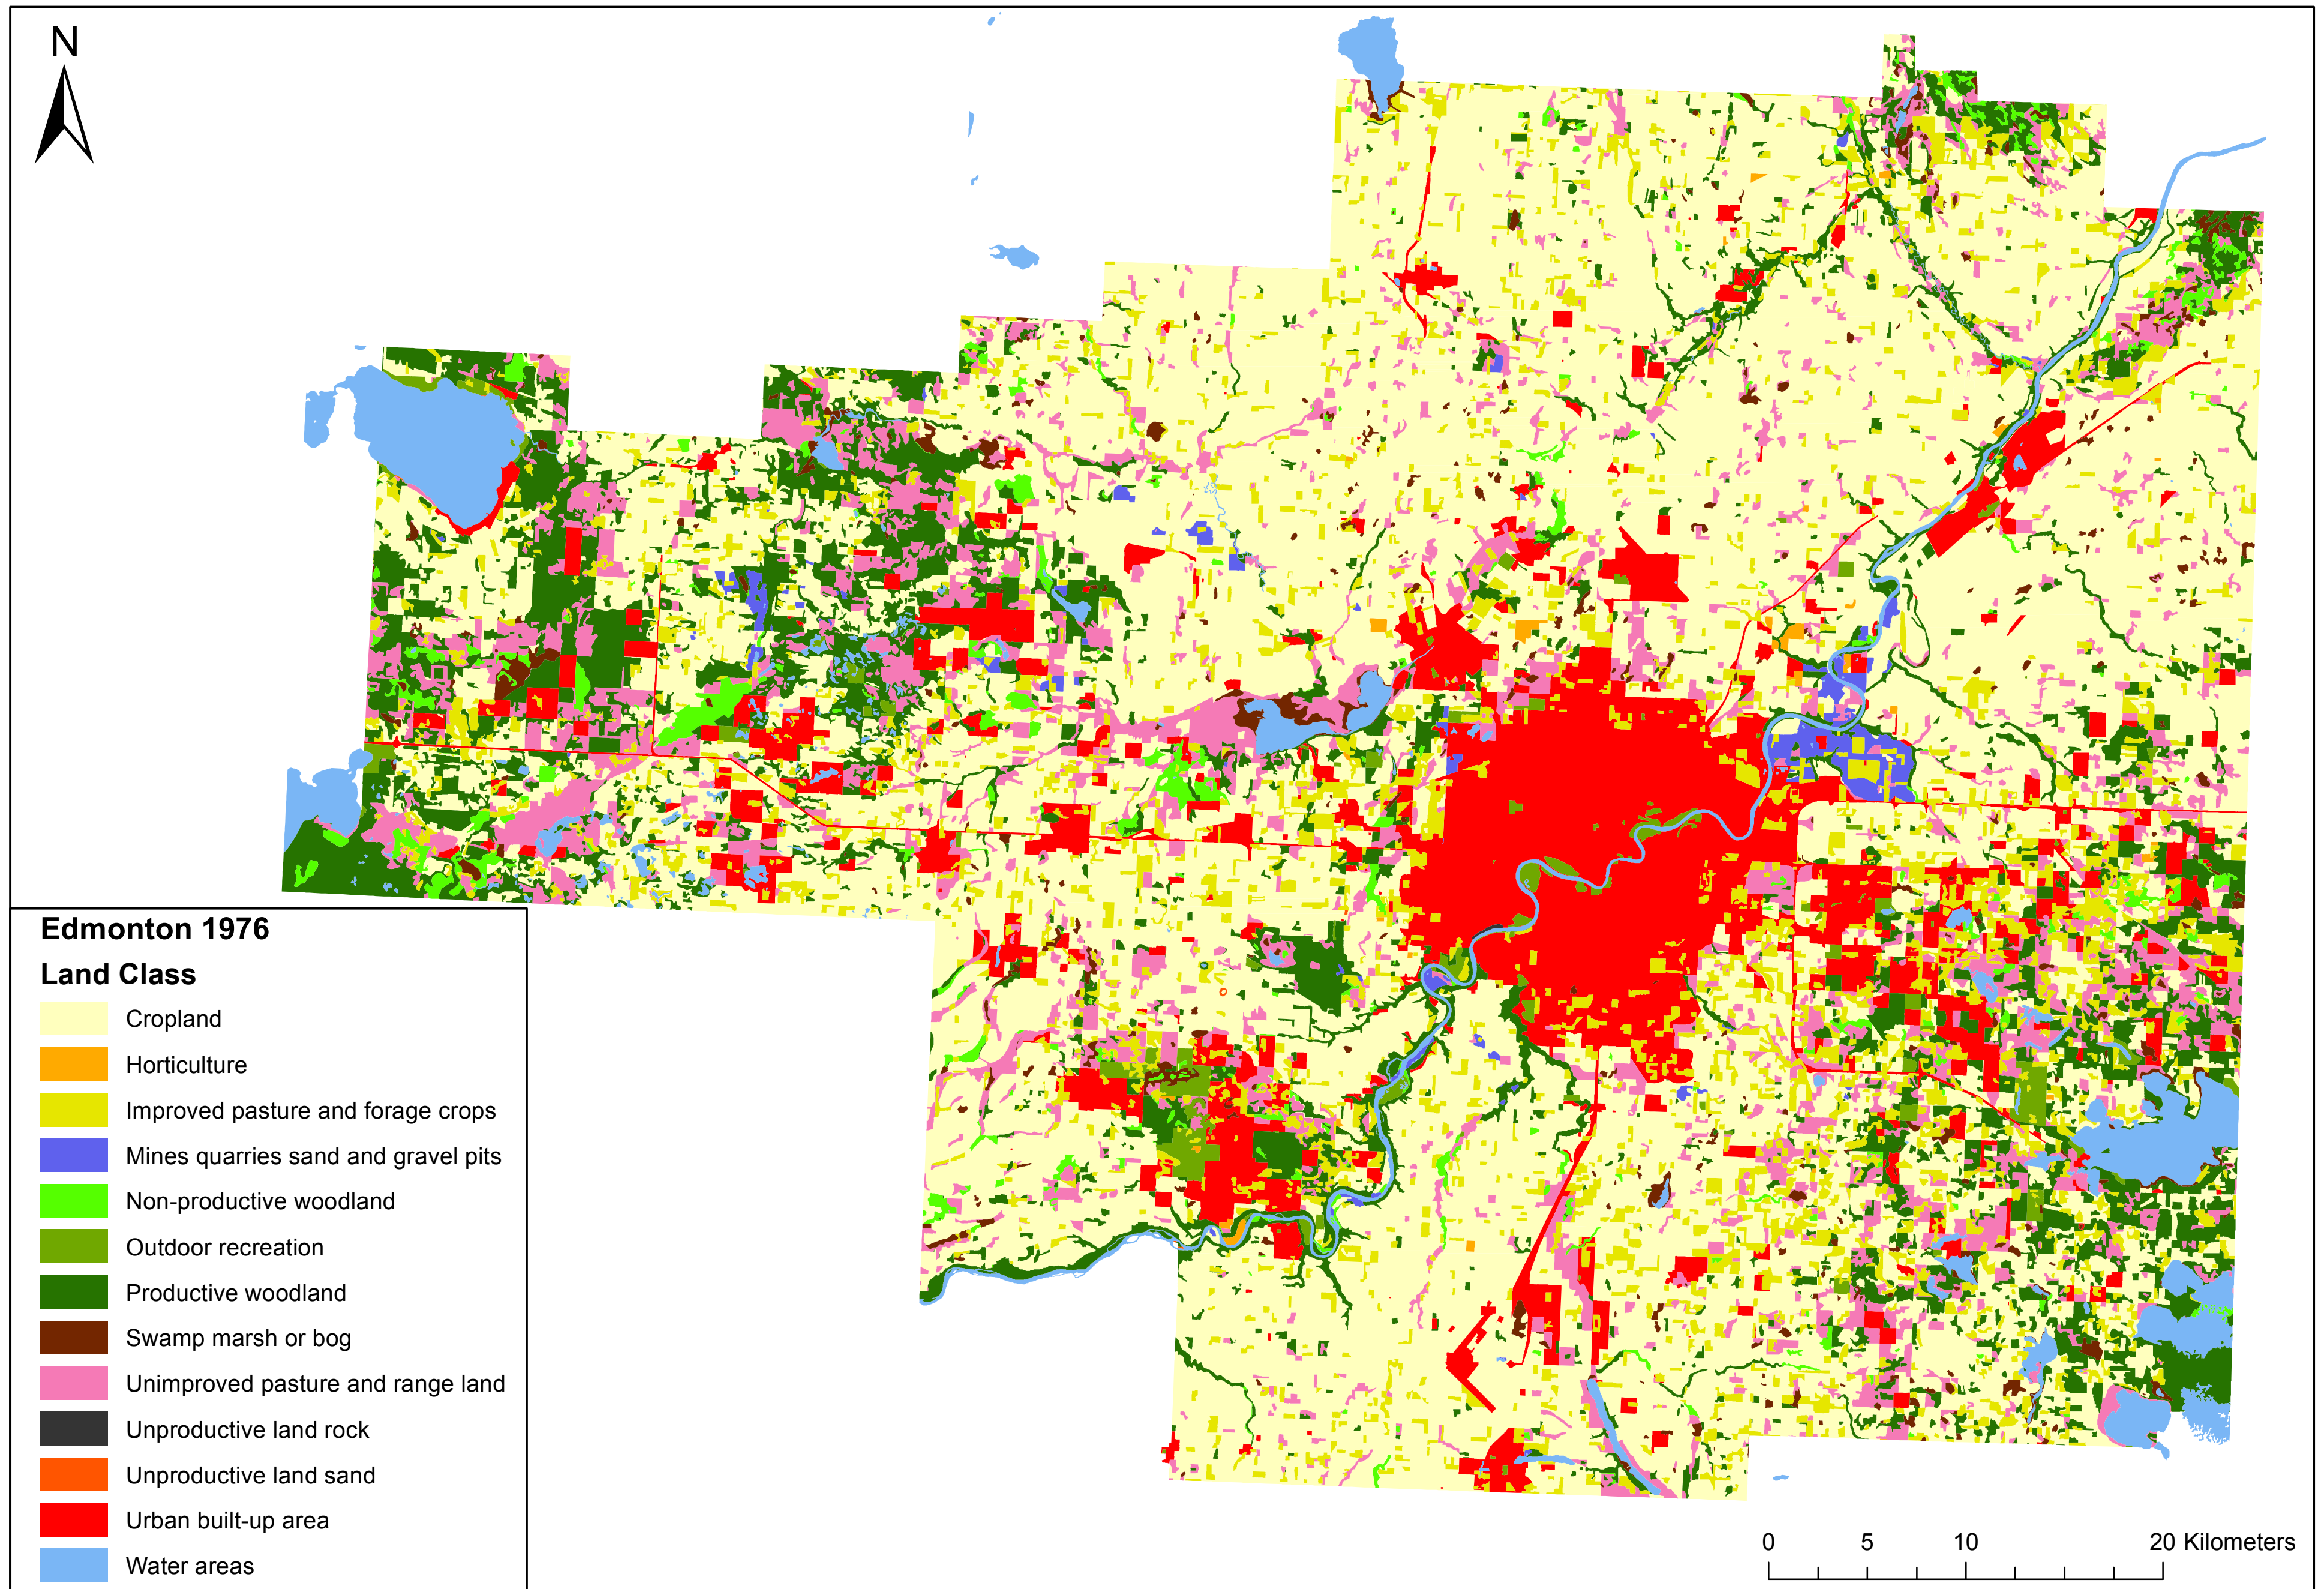 N
Edmonton 1976
Land Class
Cropland
Horticulture
Improved pasture and forage crops
Mines quarries sand and gravel pits
Non-productive woodland
Outdoor recreation
Productive woodland
Swamp marsh or bog
Unimproved pasture and range land
Unproductive land rock
Unproductive land sand
Urban built-up area
Water areas
0 5 10 20 Kilometers